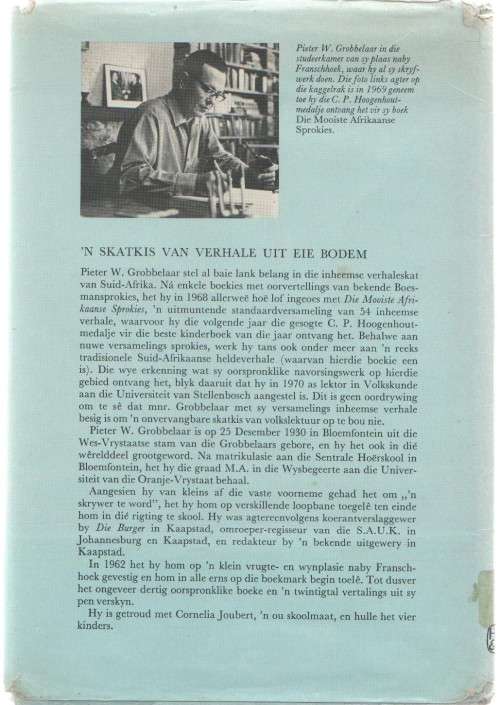 Pieter W. Grobbelaar in die
studeerkamer van sy plaas naby
Franschhoek, waar hy al sy skryf-
werk doen. Die foto links agter op
die kaggelrak is in 1969 geneem
toe hy die C. P. Hoogenhout-
medalje ontvang het vir sy boek
Die Mooiste Afrikaanse
Sprokies.
'N SKATKIS VAN VERHALE UIT EIE BODEM
Pieter W. Grobbelaar stel al baie lank belang in die inheemse verhaleskat
van Suid-Afrika. Ná enkele boekies met oorvertellings van bekende Boes-
mansprokies, het hy in 1968 allerweë hoë lof ingeoes met Die Mooiste Afri-
kaanse Sprokies, 'n uitmuntende standaardversameling van 54 inheemse
verhale, waarvoor hy die volgende jaar die gesogte C. P. Hoogenhout-
medalje vir die beste kinderboek van die jaar ontvang het. Behalwe aan
nuwe versamelings sprokies, werk hy tans ook onder meer aan 'n reeks
tradisionele Suid-Afrikaanse heldeverhale (waarvan hierdie boekie een
is). Die wye erkenning wat sy oorspronklike navorsingswerk op hierdie
gebied ontvang het, blyk daaruit dat hy in 1970 as lektor in Volkskunde
aan die Universiteit van Stellenbosch aangestel is. Dit is geen oordrywing
om te sê dat mnr. Grobbelaar met sy versamelings inheemse verhale
besig is om 'n onvervangbare skatkis van volkslektuur op te bou nie.
Pieter W. Grobbelaar is op 25 Desember 1930 in Bloemfontein uit die
Wes-Vrystaatse stam van die Grobbelaars gebore, en hy het ook in dié
wêrelddeel grootgeword. Na matrikulasie aan die Sentrale Hoërskool in
Bloemfontein, het hy die graad M.A. in die Wysbegeerte aan die Univer-
siteit van die Oranje-Vrystaat behaal.
Aangesien hy van kleins af die vaste voorneme gehad het om „'n
skrywer te word", het hy hom op verskillende loopbane toegelê ten einde
hom in dié rigting te skool. Hy was agtereenvolgens koerantverslaggewer
by Die Burger in Kaapstad, omroeper-regisseur van die S.A.U.K. in
Johannesburg en Kaapstad, en redakteur by 'n bekende uitgewery in
Kaapstad.
In 1962 het hy hom op 'n klein vrugte- en wynplasie naby Fransch-
hoek gevestig en hom in alle erns op die boekmark begin toelê. Tot dusver
het ongeveer dertig oorspronklike boeke en 'n twintigtal vertalings uit sy
pen verskyn.
Hy is getroud met Cornelia Joubert, 'n ou skoolmaat, en hulle het vier
kinders.